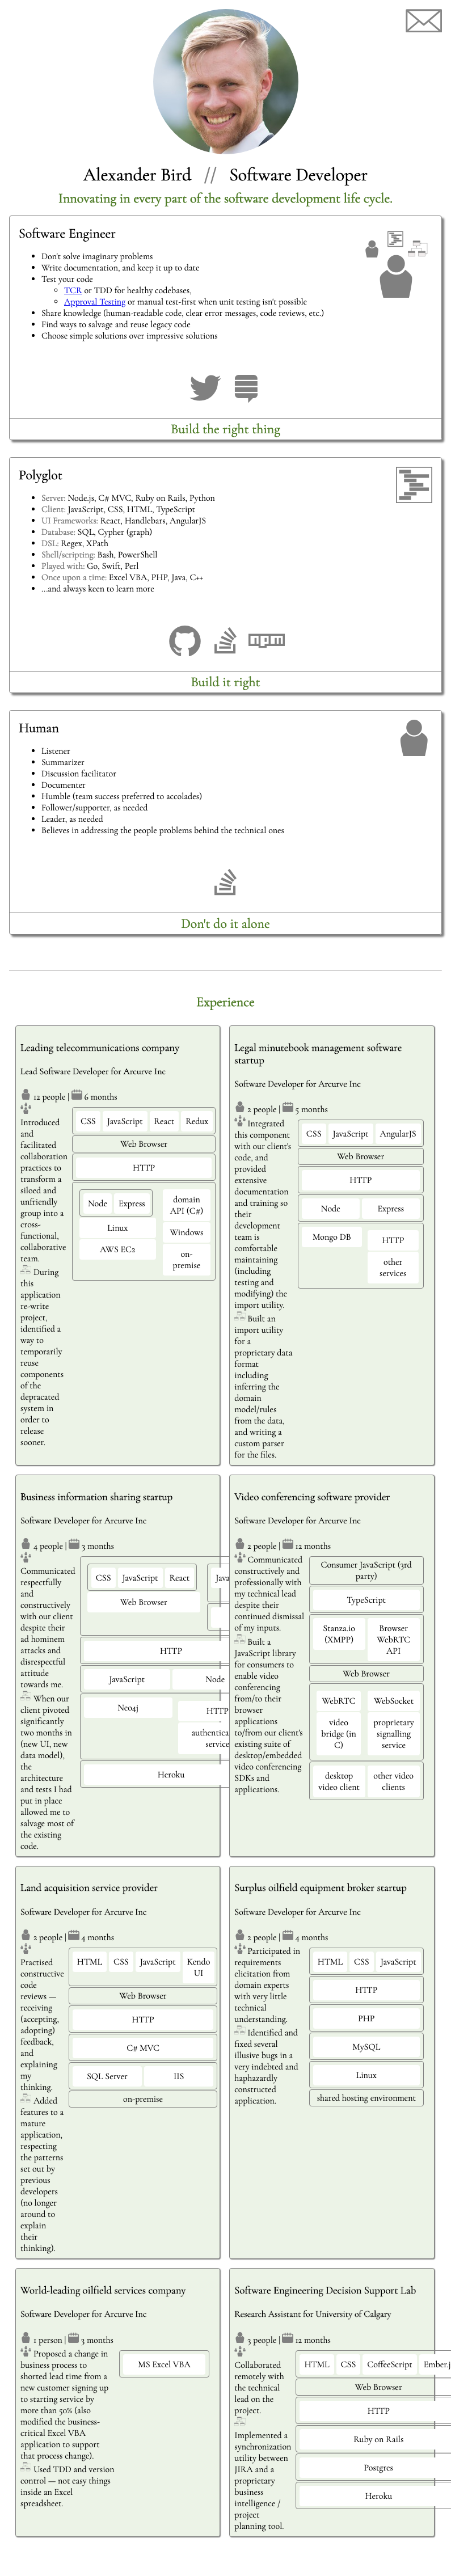 Alexander Bird // Software Developer
Innovating in every part of the software development life cycle.
Software Engineer
Don't solve imaginary problems
Write documentation, and keep it up to date
Test your code
TCR or TDD for healthy codebases,
Approval Testing or manual test-first when unit testing isn't possible
Share knowledge (human-readable code, clear error messages, code reviews, etc.)
Find ways to salvage and reuse legacy code
Choose simple solutions over impressive solutions
Build the right thing
Polyglot
Server: Node.js, C# MVC, Ruby on Rails, Python
Client: JavaScript, CSS, HTML, TypeScript
UI Frameworks: React, Handlebars, AngularJS
Database: SQL, Cypher (graph)
DSL: Regex, XPath
Shell/scripting: Bash, PowerShell
Played with: Go, Swift, Perl
Once upon a time: Excel VBA, PHP, Java, C++
...and always keen to learn more
npm
Build it right
Human
Listener
Summarizer
Discussion facilitator
Documenter
Humble (team success preferred to accolades)
Follower/supporter, as needed
Leader, as needed
Believes in addressing the people problems behind the technical ones
Don't do it alone
Experience
Leading telecommunications company
Lead Software Developer for Arcurve Inc
12 people | 6 months
Introduced
and
facilitated
collaboration
practices to
transform a
siloed and
unfriendly
group into a
cross-
functional,
collaborative
team.
During
this
application
re-write
project,
identified a
way to
temporarily
reuse
components
of the
depracated
system in
order to
release
sooner.
CSS JavaScript React Redux
Web Browser
HTTP
Node Express
Linux
AWS EC2
domain
API (C#)
Windows
on-
premise
Legal minutebook management software
startup
Software Developer for Arcurve Inc
2 people | 5 months
Integrated
this component
with our client's
code, and
provided
extensive
documentation
and training so
their
development
team is
comfortable
maintaining
(including
testing and
modifying) the
import utility.
Built an
import utility
for a
proprietary data
format
including
inferring the
domain
model/rules
from the data,
and writing a
custom parser
for the files.
CSS JavaScript AngularJS
Web Browser
HTTP
Node Express
Mongo DB
HTTP
other
services
Business information sharing startup
Software Developer for Arcurve Inc
4 people | 3 months
Communicated
respectfully
and
constructively
with our client
despite their
ad hominem
attacks and
disrespectful
attitude
towards me.
When our
client pivoted
significantly
two months in
(new UI, new
data model),
the
architecture
and tests I had
put in place
allowed me to
salvage most of
the existing
code.
CSS JavaScript React
Web Browser
Java
HTTP
JavaScript Node
Neo4j
HTTP
authentica
service
Heroku
Video conferencing software provider
Software Developer for Arcurve Inc
2 people | 12 months
Communicated
constructively and
professionally with
my technical lead
despite the
continued dismissal
of my inputs.
Built a
JavaScript library
for consumers to
enable video
conferencing
from/to their
browser
applications
to/from our client's
existing suite of
desktop/embedded
video conferencing
SDKs and
applications.
Consumer JavaScript (3rd
party)
TypeScript
Stanza.io
(XMPP)
Browser
WebRTC
API
Web Browser
WebRTC
video
bridge (in
C)
WebSocket
proprietary
signalling
service
desktop
video client
other video
clients
Land acquisition service provider
Software Developer for Arcurve Inc
2 people | 4 months
Practised
constructive
code
reviews —
receiving
(accepting,
adopting)
feedback,
and
explaining
my
thinking.
Added
features to a
mature
application,
respecting
the patterns
set out by
previous
developers
(no longer
around to
explain
their
thinking).
HTML CSS JavaScript Kendo
UI
Web Browser
HTTP
C# MVC
SQL Server IIS
on-premise
Surplus oilfield equipment broker startup
Software Developer for Arcurve Inc
2 people | 4 months
Participated in
requirements
elicitation from
domain experts
with very little
technical
understanding.
Identified and
fixed several
illusive bugs in a
very indebted and
haphazardly
constructed
application.
HTML CSS JavaScript
HTTP
PHP
MySQL
Linux
shared hosting environment
World-leading oilfield services company
Software Developer for Arcurve Inc
1 person | 3 months
Proposed a change in
business process to
shorted lead time from a
new customer signing up
to starting service by
more than 50% (also
modified the business-
critical Excel VBA
application to support
that process change).
Used TDD and version
control — not easy things
inside an Excel
spreadsheet.
MS Excel VBA
Software Engineering Decision Support Lab
Research Assistant for University of Calgary
3 people | 12 months
Collaborated
remotely with
the technical
lead on the
project.
Implemented a
synchronization
utility between
JIRA and a
proprietary
business
intelligence /
project
planning tool.
HTML CSS CoffeeScript Ember.j
Web Browser
HTTP
Ruby on Rails
Postgres
Heroku